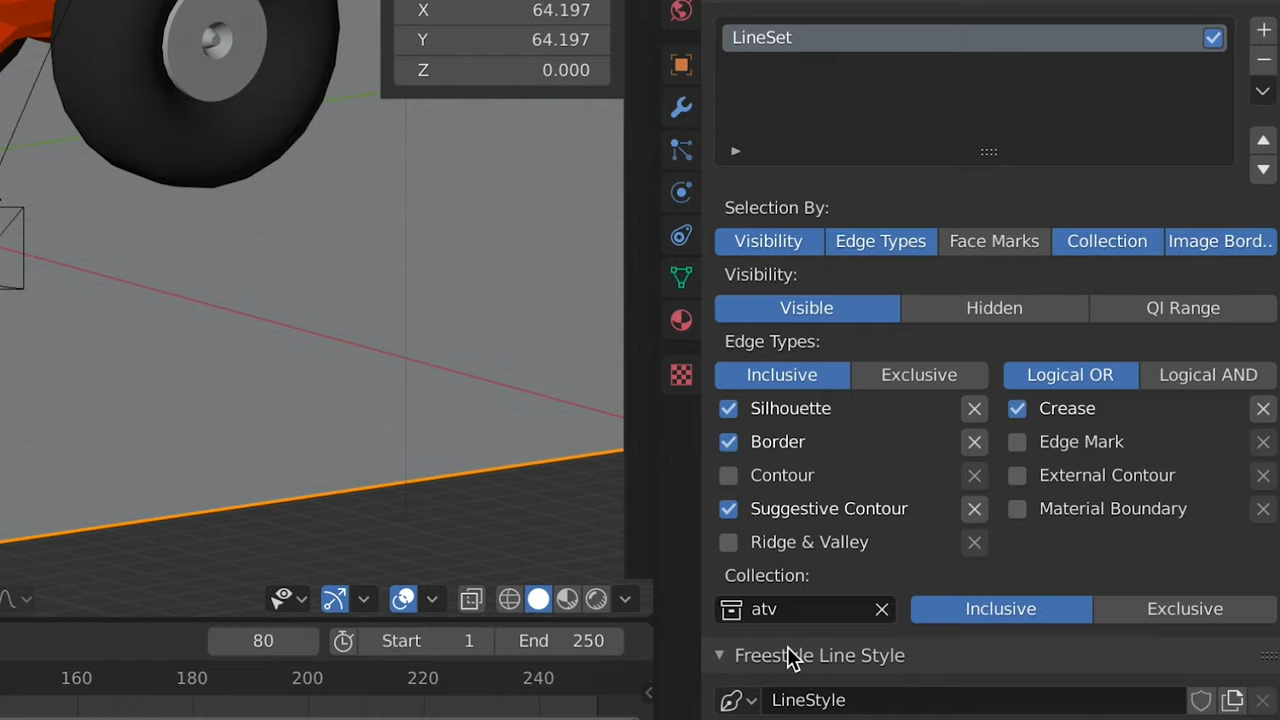 X 64.197
Y 64.197
Z 0.000
LineSet
Selection By:
Visibility Edge Types Face Marks Collection Image Bord..
Visibility:
Visible Hidden QI Range
Edge Types:
Inclusive Exclusive Logical OR Logical AND
Silhouette Crease
Border Edge Mark
Contour External Contour
Suggestive Contour Material Boundary
Ridge & Valley
Collection:
atv Inclusive Exclusive
Freestyle Line Style
LineStyle
80 Start 1 End 250
160 180 200 220 240